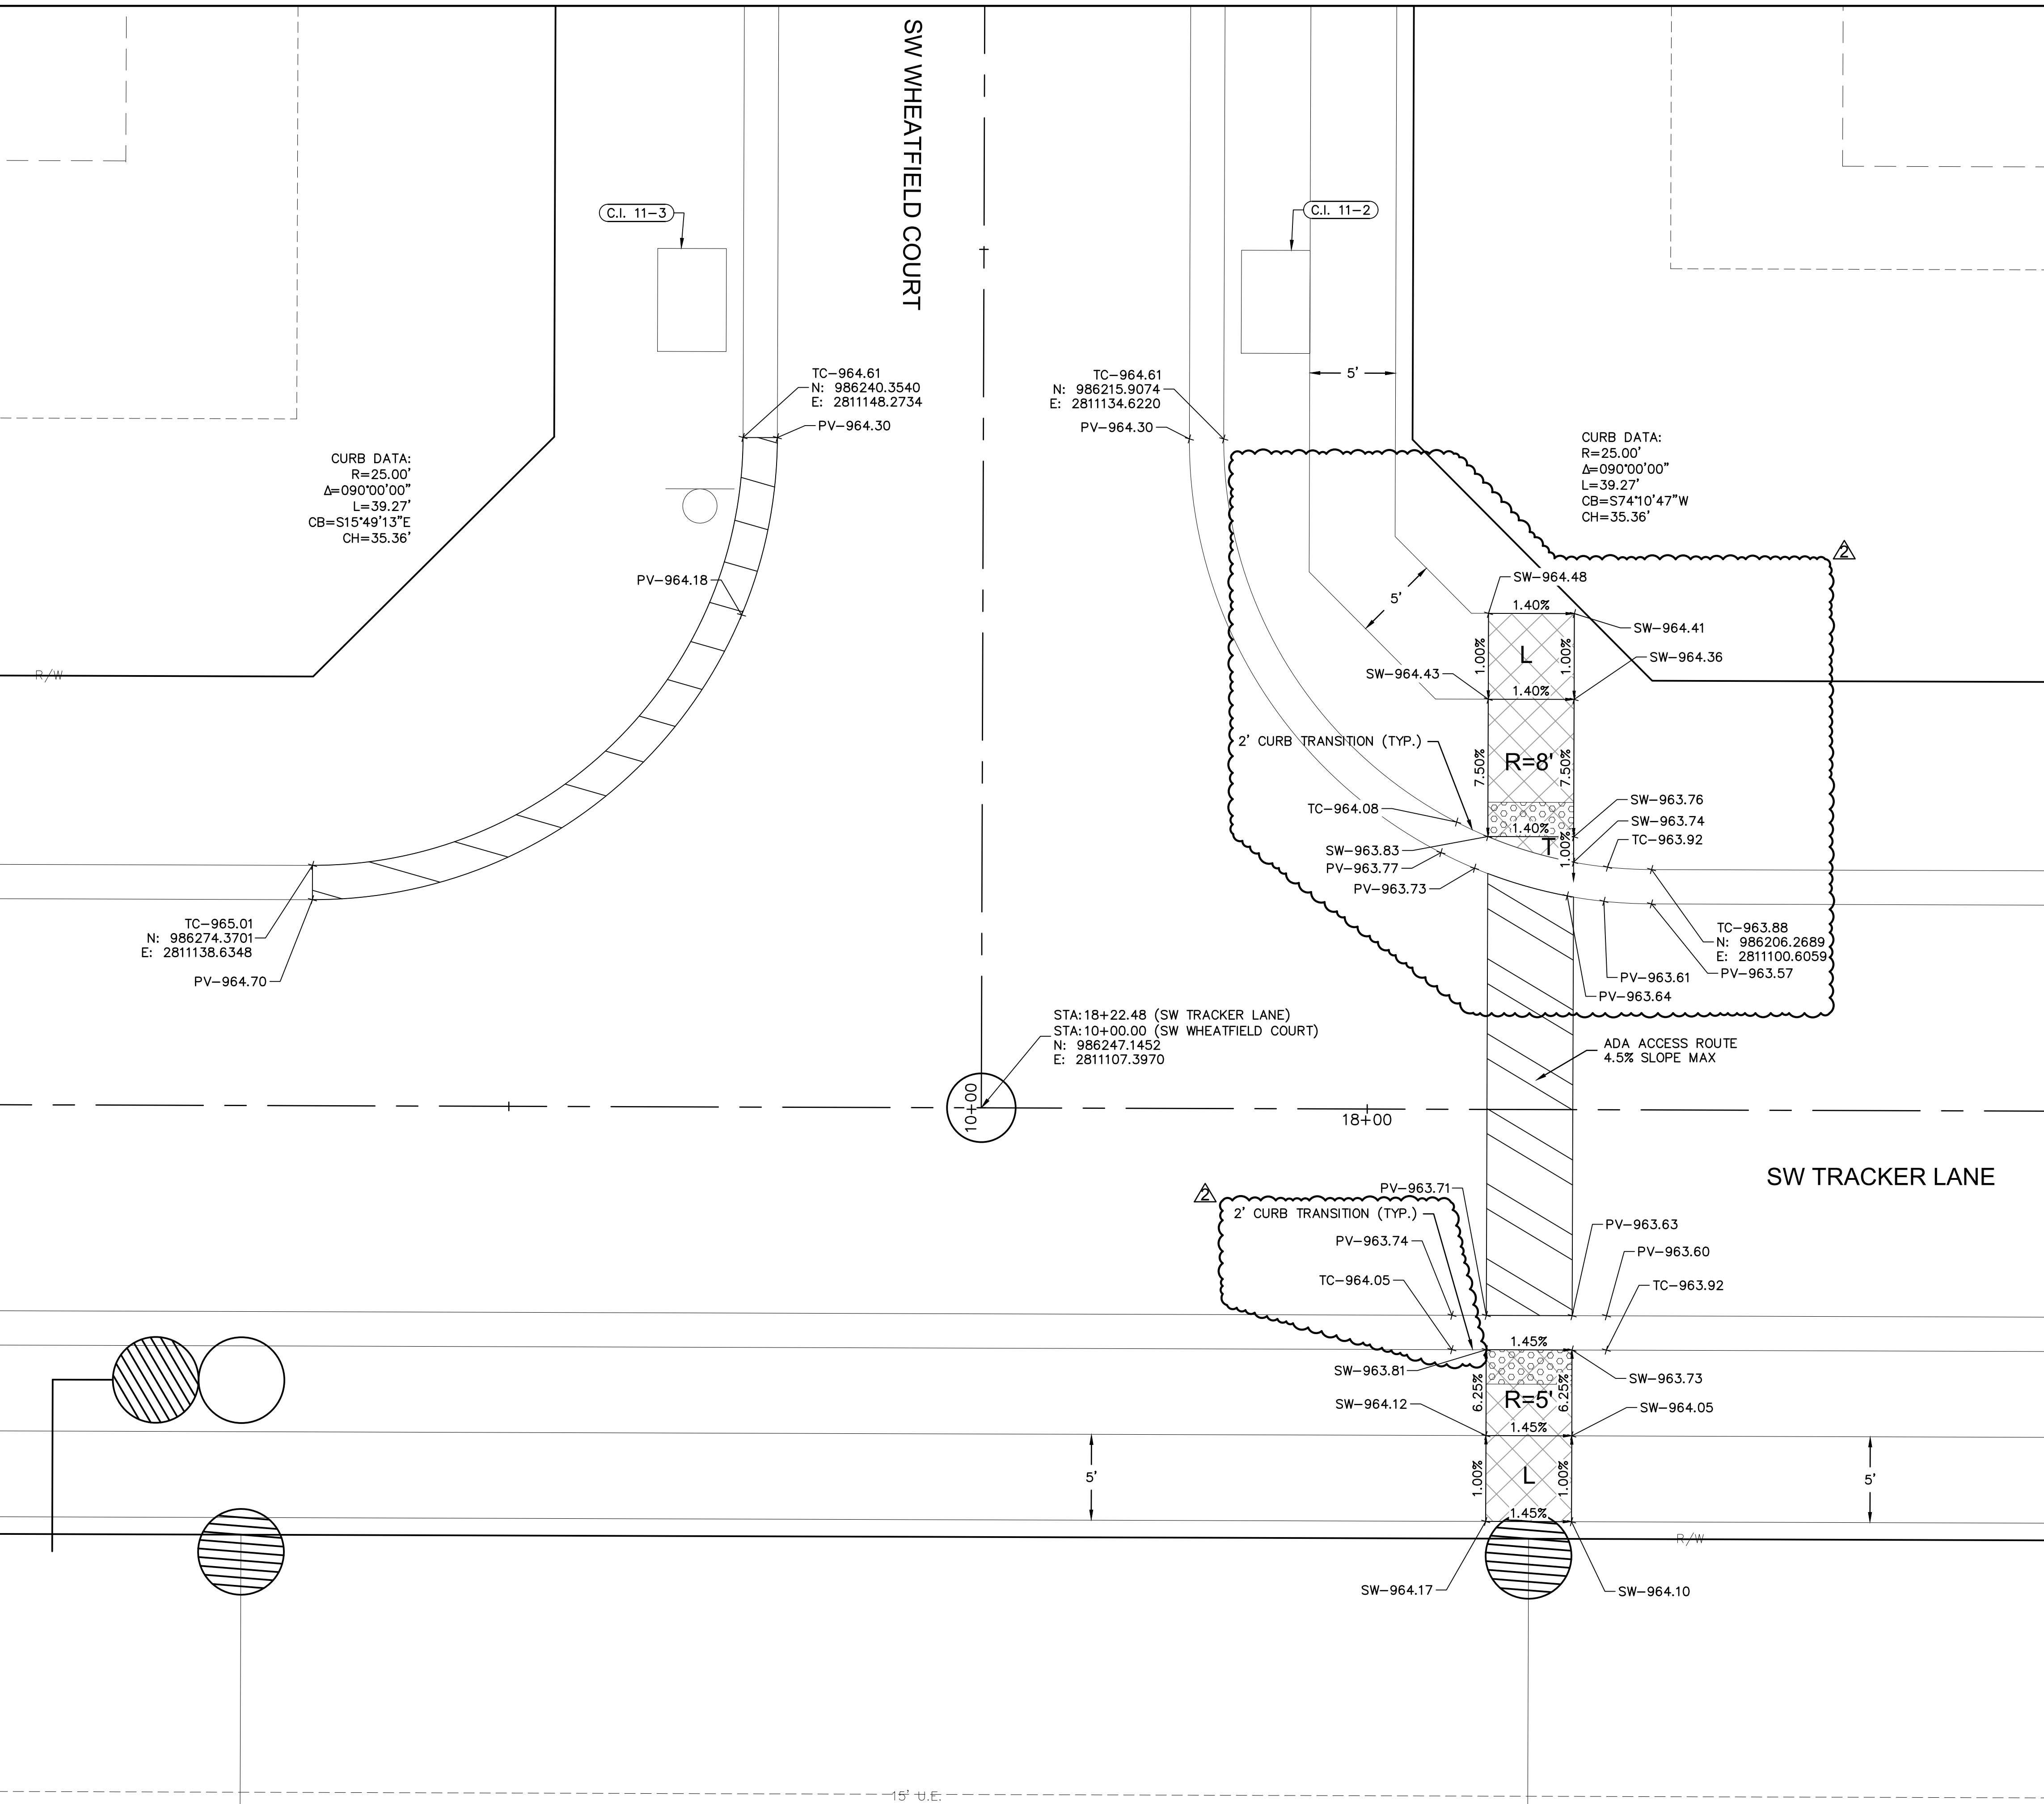 SW WHEATFIELD COURT
C.I. 11-3
C.I. 11-2
5'
TC-964.61
N: 986240.3540
E: 2811148.2734
PV-964.30
TC-964.61
N: 986215.9074
E: 2811134.6220
PV-964.30
CURB DATA:
R=25.00'
Δ=090°00'00"
L=39.27'
CB=S15°49'13"E
CH=35.36'
CURB DATA:
R=25.00'
Δ=090°00'00"
L=39.27'
CB=S74°10'47"W
CH=35.36'
2
PV-964.18
5'
SW-964.48
1.40%
SW-964.41
1.00%
L
1.00%
SW-964.36
SW-964.43
1.40%
R/W
2' CURB TRANSITION (TYP.)
7.50%
R=8'
7.50%
TC-964.08
SW-963.76
1.40%
SW-963.74
T
1.00%
TC-963.92
SW-963.83
PV-963.77
PV-963.73
TC-965.01
N: 986274.3701
E: 2811138.6348
PV-964.70
TC-963.88
N: 986206.2689
E: 2811100.6059
PV-963.57
PV-963.61
PV-963.64
STA:18+22.48 (SW TRACKER LANE)
STA:10+00.00 (SW WHEATFIELD COURT)
N: 986247.1452
E: 2811107.3970
ADA ACCESS ROUTE
4.5% SLOPE MAX
10+00
18+00
SW TRACKER LANE
2
PV-963.71
2' CURB TRANSITION (TYP.)
PV-963.63
PV-963.74
PV-963.60
TC-964.05
TC-963.92
1.45%
SW-963.81
SW-963.73
6.25%
R=5'
6.25%
SW-964.12
SW-964.05
1.45%
5'
1.00%
L
1.00%
5'
1.45%
R/W
SW-964.17
SW-964.10
15' U.E.